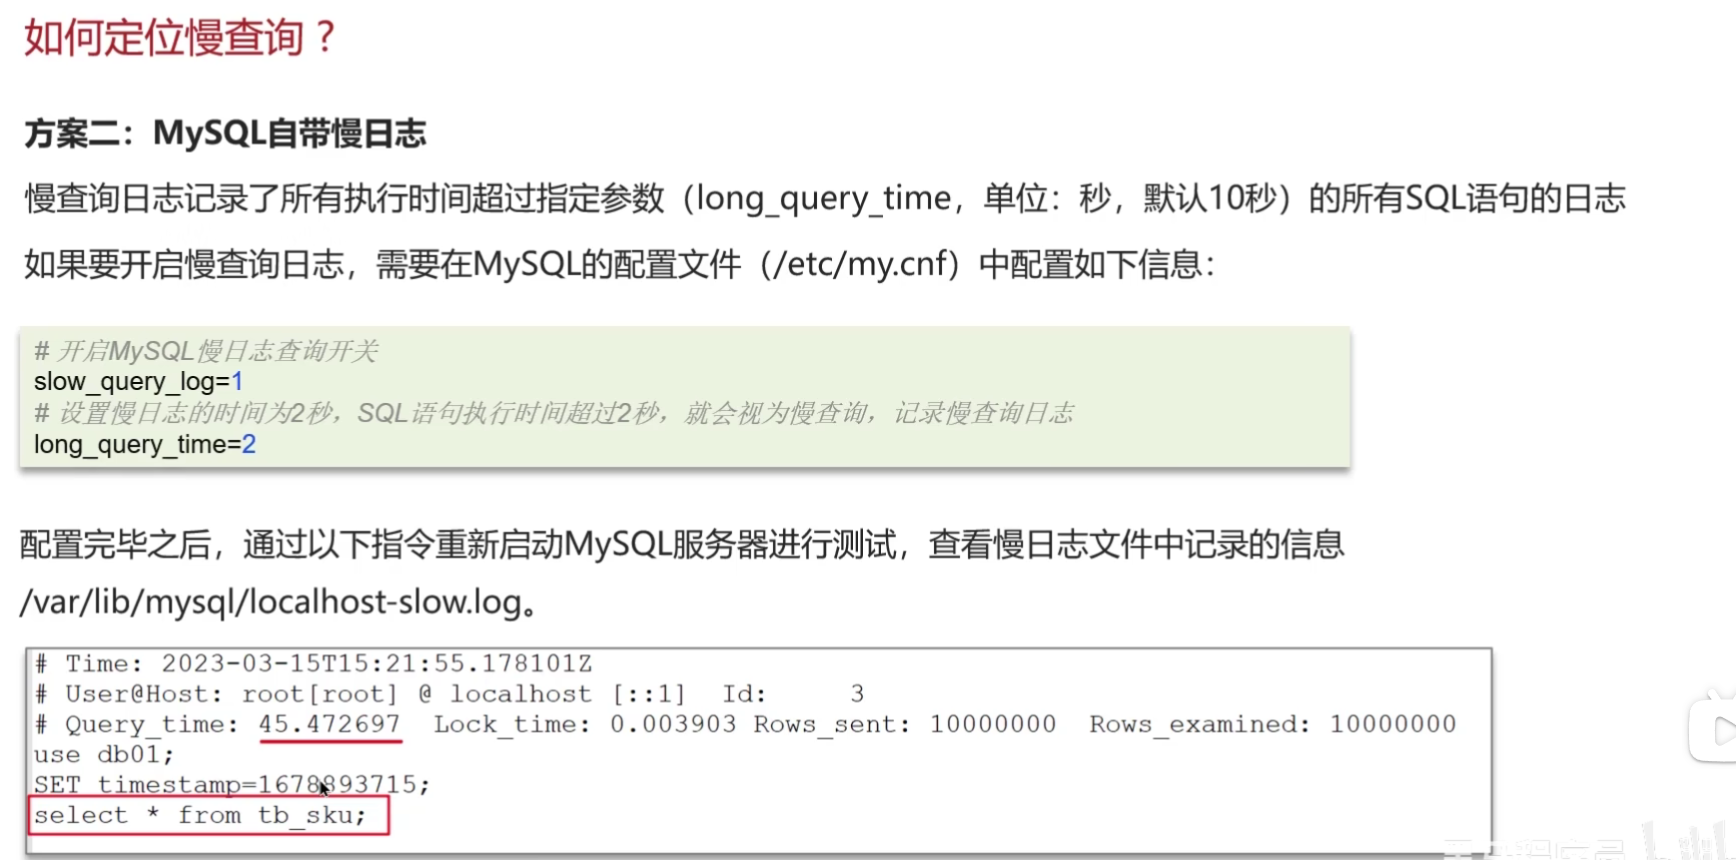 如何定位慢查询？
方案二：MySQL自带慢日志
慢查询日志记录了所有执行时间超过指定参数（long_query_time，单位：秒，默认10秒）的所有SQL语句的日志
如果要开启慢查询日志，需要在MySQL的配置文件（/etc/my.cnf）中配置如下信息：
# 开启MySQL慢日志查询开关
slow_query_log=1
# 设置慢日志的时间为2秒，SQL语句执行时间超过2秒，就会视为慢查询，记录慢查询日志
long_query_time=2
配置完毕之后，通过以下指令重新启动MySQL服务器进行测试，查看慢日志文件中记录的信息
/var/lib/mysql/localhost-slow.log。
# Time: 2023-03-15T15:21:55.178101Z
# User@Host: root[root] @ localhost [::1]  Id:     3
# Query_time: 45.472697  Lock_time: 0.003903 Rows_sent: 10000000  Rows_examined: 10000000
use db01;
SET timestamp=1678893715;
select * from tb_sku;